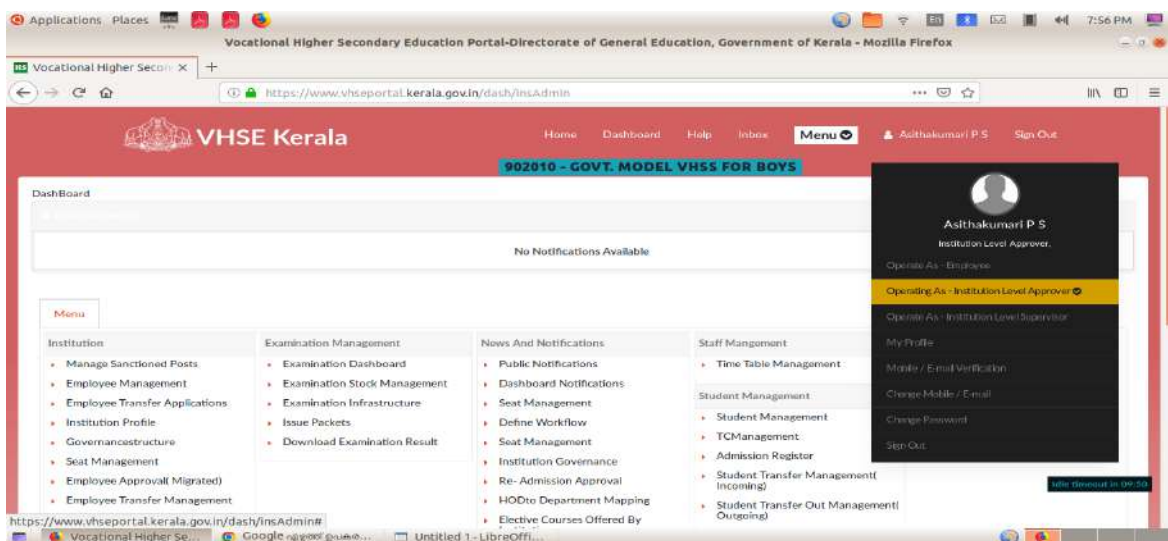 Applications Places En 7:56 PM
Vocational Higher Secondary Education Portal-Directorate of General Education, Government of Kerala - Mozilla Firefox
Vocational Higher Secon × +
https://www.vhseportal.kerala.gov.in/dash/insAdmin
VHSE Kerala
Home Dashboard Help Inbox Menu Asithakumari P S Sign Out
902010 - GOVT. MODEL VHSS FOR BOYS
DashBoard
No Notifications Available
Asithakumari P S
Institution Level Approver,
Operate As - Employee
Operating As - Institution Level Approver
Operate As - Institution Level Supervisor
My Profile
Mobile / E-mail Verification
Change Mobile / E-mail
Change Password
Sign Out
Menu
Institution
Manage Sanctioned Posts
Employee Management
Employee Transfer Applications
Institution Profile
Governancestructure
Seat Management
Employee Approval( Migrated)
Employee Transfer Management
Examination Management
Examination Dashboard
Examination Stock Management
Examination Infrastructure
Issue Packets
Download Examination Result
News And Notifications
Public Notifications
Dashboard Notifications
Seat Management
Define Workflow
Seat Management
Institution Governance
Re- Admission Approval
HODto Department Mapping
Elective Courses Offered By
Staff Mangement
Time Table Management
Student Management
Student Management
TCManagement
Admission Register
Student Transfer Management(
Incoming)
Student Transfer Out Management(
Outgoing)
Idle timeout in 09:50
https://www.vhseportal.kerala.gov.in/dash/insAdmin#
Vocational Higher Se... Google Untitled 1 - LibreOffi...